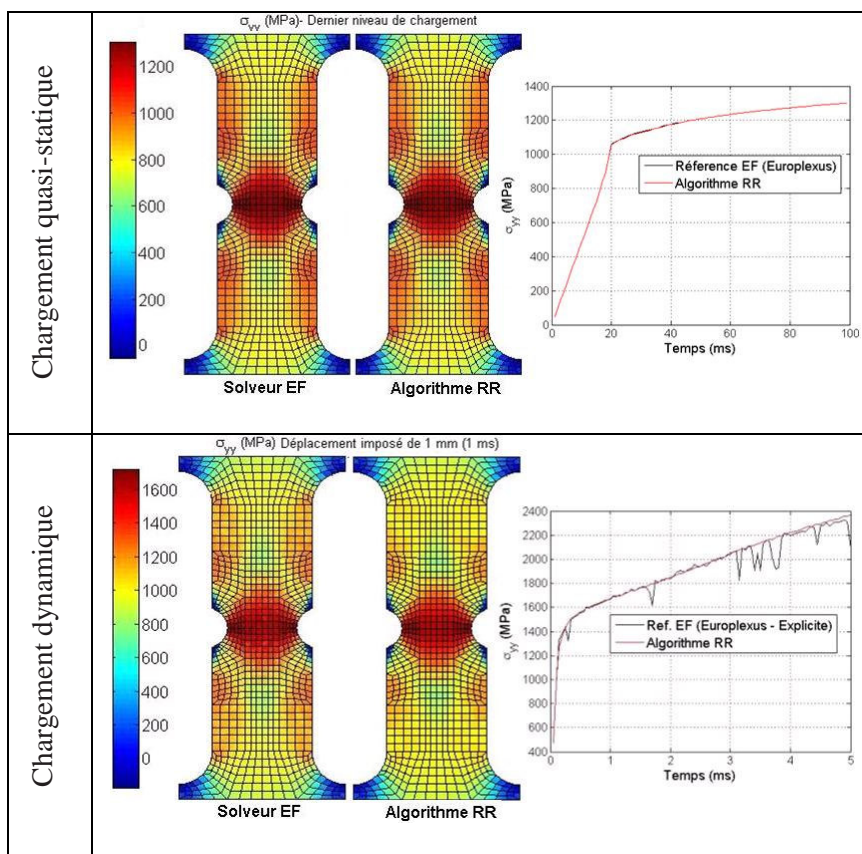 Chargement quasi-statique
σyy (MPa)- Dernier niveau de chargement
1200
1000
800
600
400
200
0
Solveur EF
Algorithme RR
1400
1200
1000
800
600
400
200
0
σyy (MPa)
Réference EF (Europlexus)
Algorithme RR
0 20 40 60 80 100
Temps (ms)
Chargement dynamique
σyy (MPa) Déplacement imposé de 1 mm (1 ms)
1600
1400
1200
1000
800
600
400
200
0
Solveur EF
Algorithme RR
2400
2200
2000
1800
1600
1400
1200
1000
800
600
400
σyy (MPa)
Ref. EF (Europlexus - Explicite)
Algorithme RR
0 1 2 3 4 5
Temps (ms)